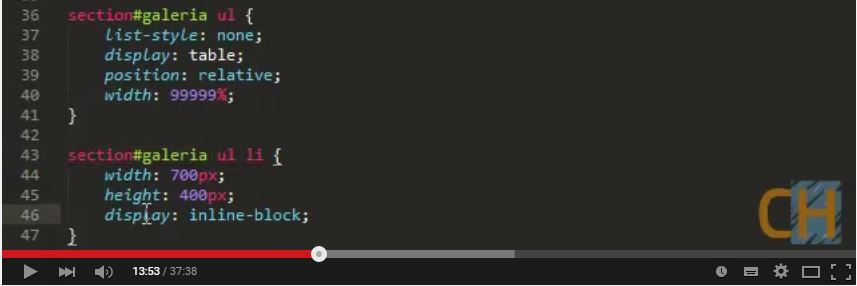 36 section#galeria ul {
37     list-style: none;
38     display: table;
39     position: relative;
40     width: 99999%;
41 }
42
43 section#galeria ul li {
44     width: 700px;
45     height: 400px;
46     display: inline-block;
47 }
CH
13:53 / 37:38